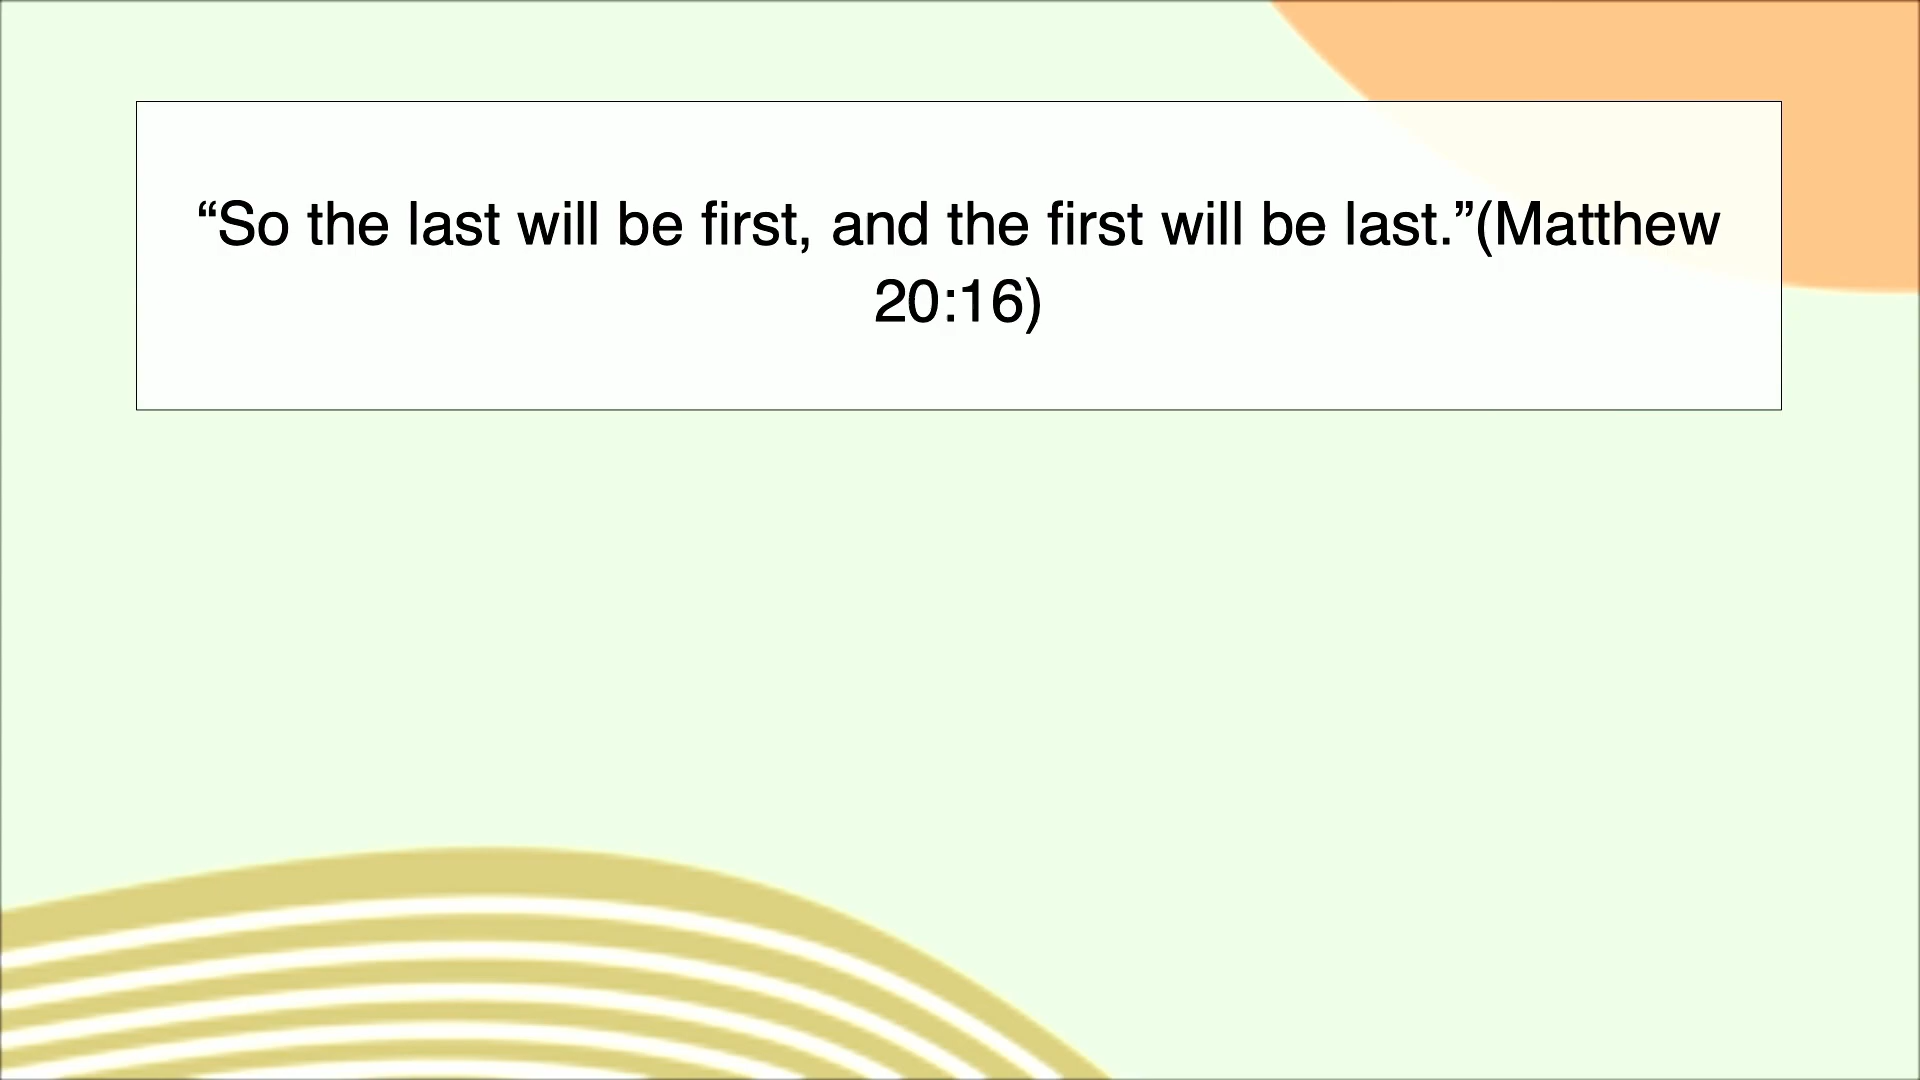 “So the last will be first, and the first will be last.”(Matthew
20:16)